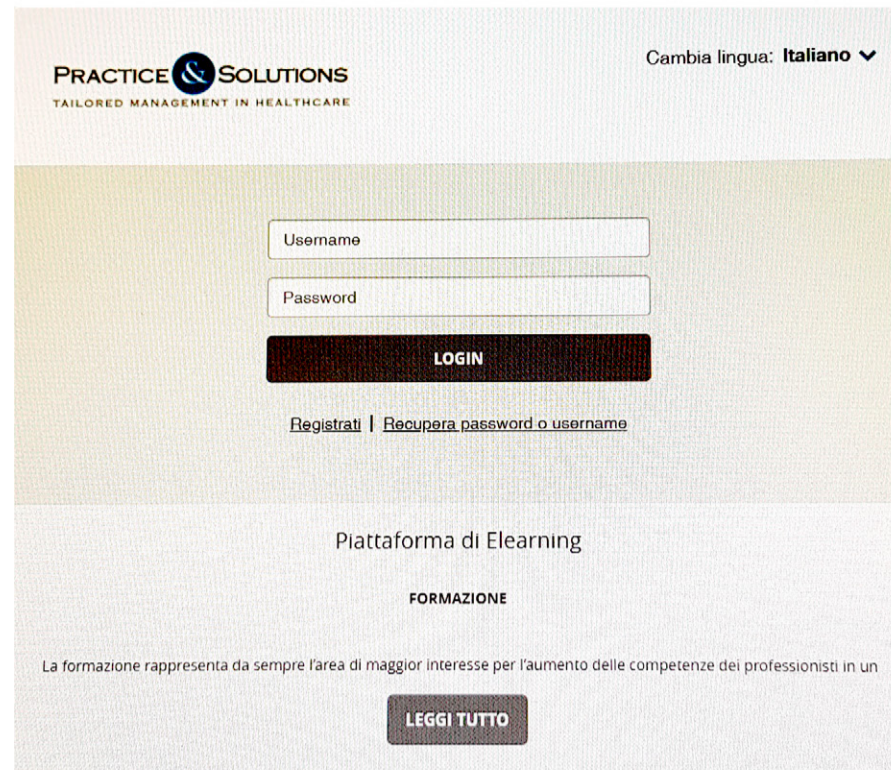 PRACTICE & SOLUTIONS
TAILORED MANAGEMENT IN HEALTHCARE
Cambia lingua: Italiano
Username
Password
LOGIN
Registrati | Recupera password o username
Piattaforma di Elearning
FORMAZIONE
La formazione rappresenta da sempre l'area di maggior interesse per l'aumento delle competenze dei professionisti in un
LEGGI TUTTO